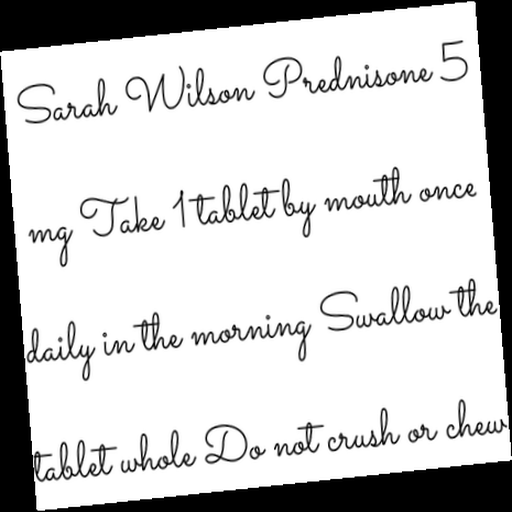 Sarah Wilson Prednisone 5
mg Take 1 tablet by mouth once
daily in the morning Swallow the
tablet whole Do not crush or chew